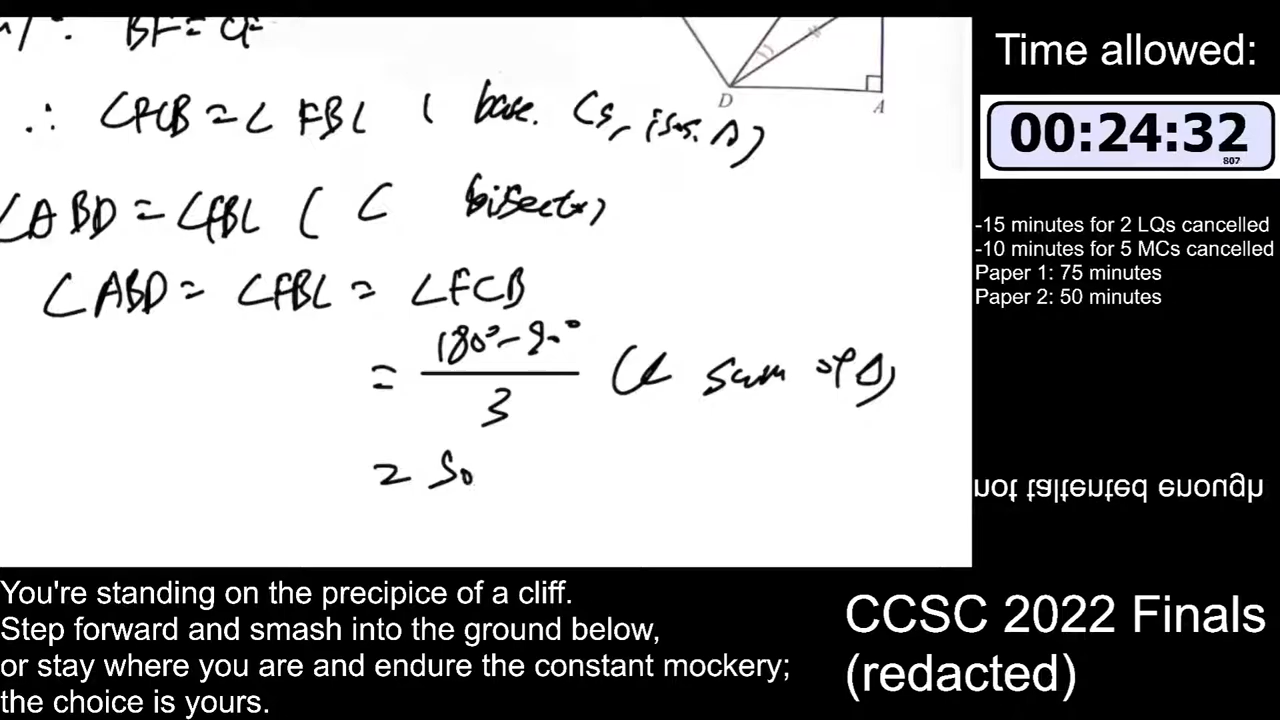 ∵ BF = CF
D
A
∴ ∠FCB = ∠FBC ( base ∠s, isos. Δ)
∠ABD = ∠FBC ( ∠ bisector)
∠ABD = ∠FBC = ∠FCB
= (180° - 90°) / 3 (∠ sum of Δ)
= 30
Time allowed:
00:24:32
807
-15 minutes for 2 LQs cancelled
-10 minutes for 5 MCs cancelled
Paper 1: 75 minutes
Paper 2: 50 minutes
not taltented enough
You're standing on the precipice of a cliff.
Step forward and smash into the ground below,
or stay where you are and endure the constant mockery;
the choice is yours.
CCSC 2022 Finals
(redacted)